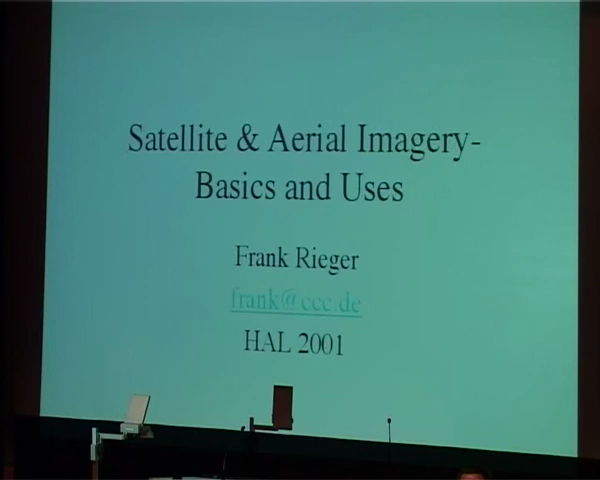 Satellite & Aerial Imagery-
Basics and Uses
Frank Rieger
frank@ccc.de
HAL 2001